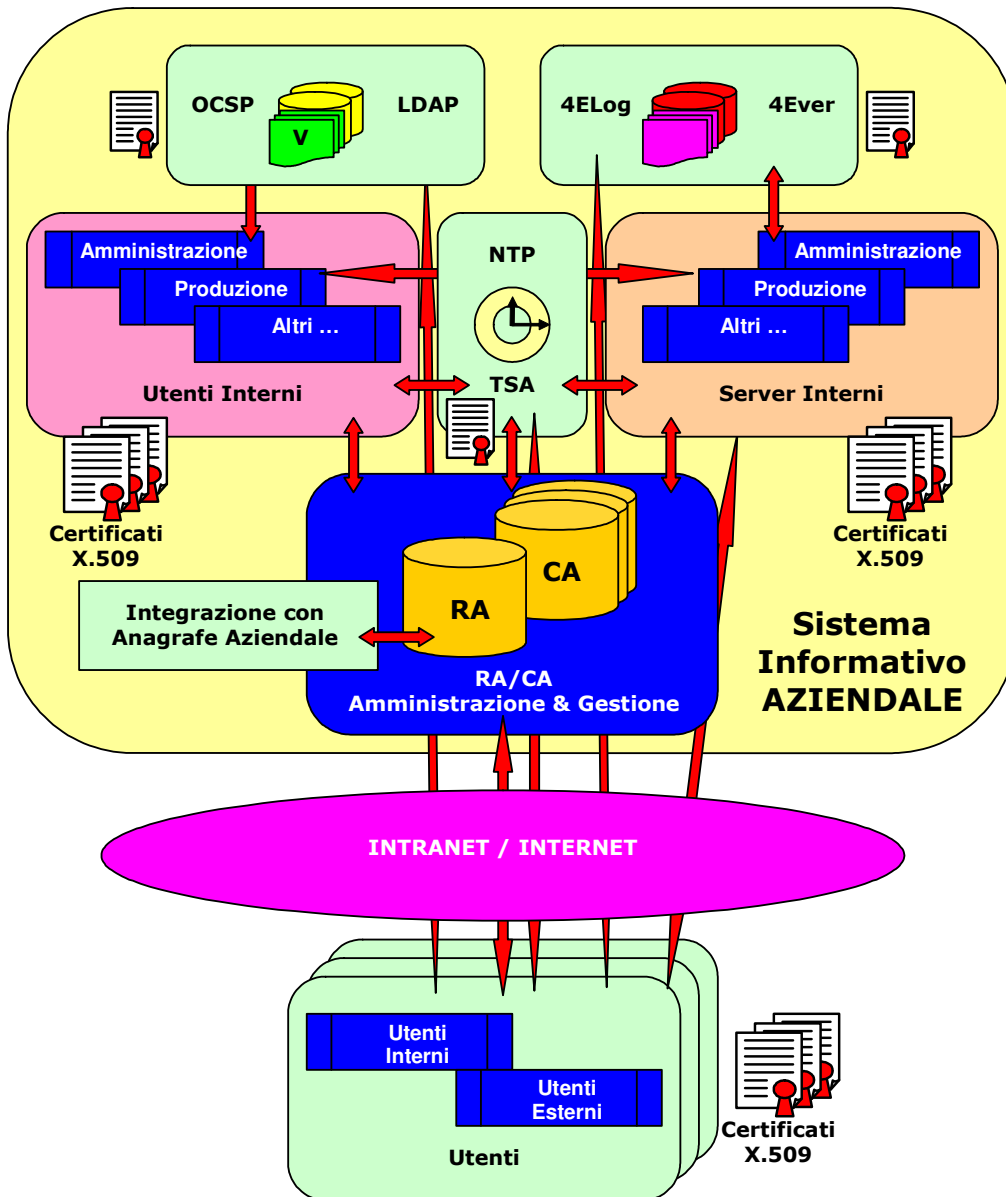 OCSP
LDAP
V
4ELog
4Ever
Amministrazione
Produzione
Altri ...
Utenti Interni
NTP
TSA
Amministrazione
Produzione
Altri ...
Server Interni
Certificati
X.509
Certificati
X.509
CA
RA
Integrazione con
Anagrafe Aziendale
RA/CA
Amministrazione & Gestione
Sistema
Informativo
AZIENDALE
INTRANET / INTERNET
Utenti
Interni
Utenti
Esterni
Utenti
Certificati
X.509